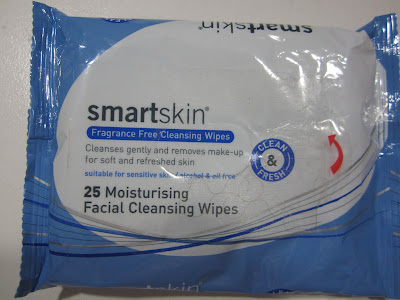 smartskin
smartskin®
Fragrance Free Cleansing Wipes
Cleanses gently and removes make-up
for soft and refreshed skin
suitable for sensitive skin, alcohol & oil free
CLEAN
&
FRESH
25 Moisturising
Facial Cleansing Wipes